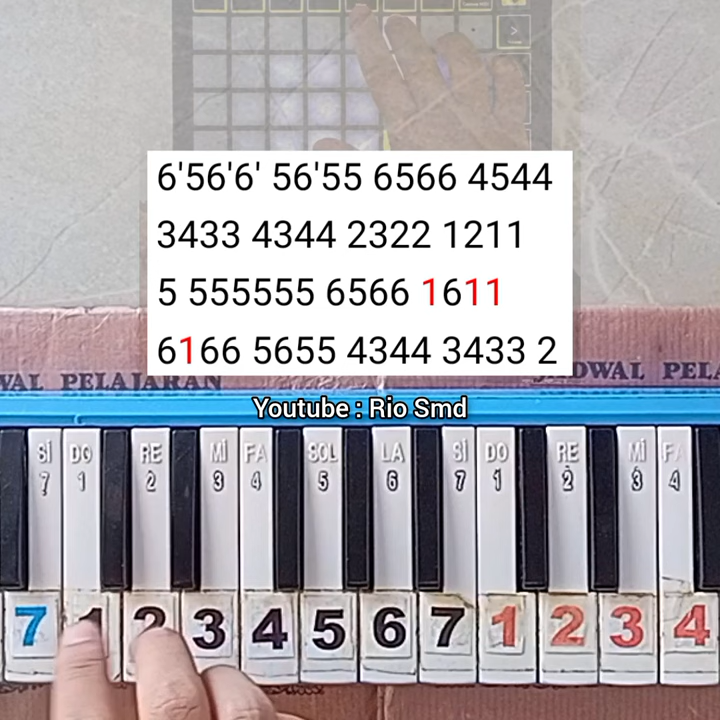 6'56'6' 56'55 6566 4544
3433 4344 2322 1211
5 555555 6566 1611
6166 5655 4344 3433 2
WAL PELAJARAN JADWAL PELA
Youtube : Rio Smd
SI DO RE MI FA SOL LA SI DO RE MI FA
7 1 2 3 4 5 6 7 1 2 3 4
7 1 2 3 4 5 6 7 1 2 3 4